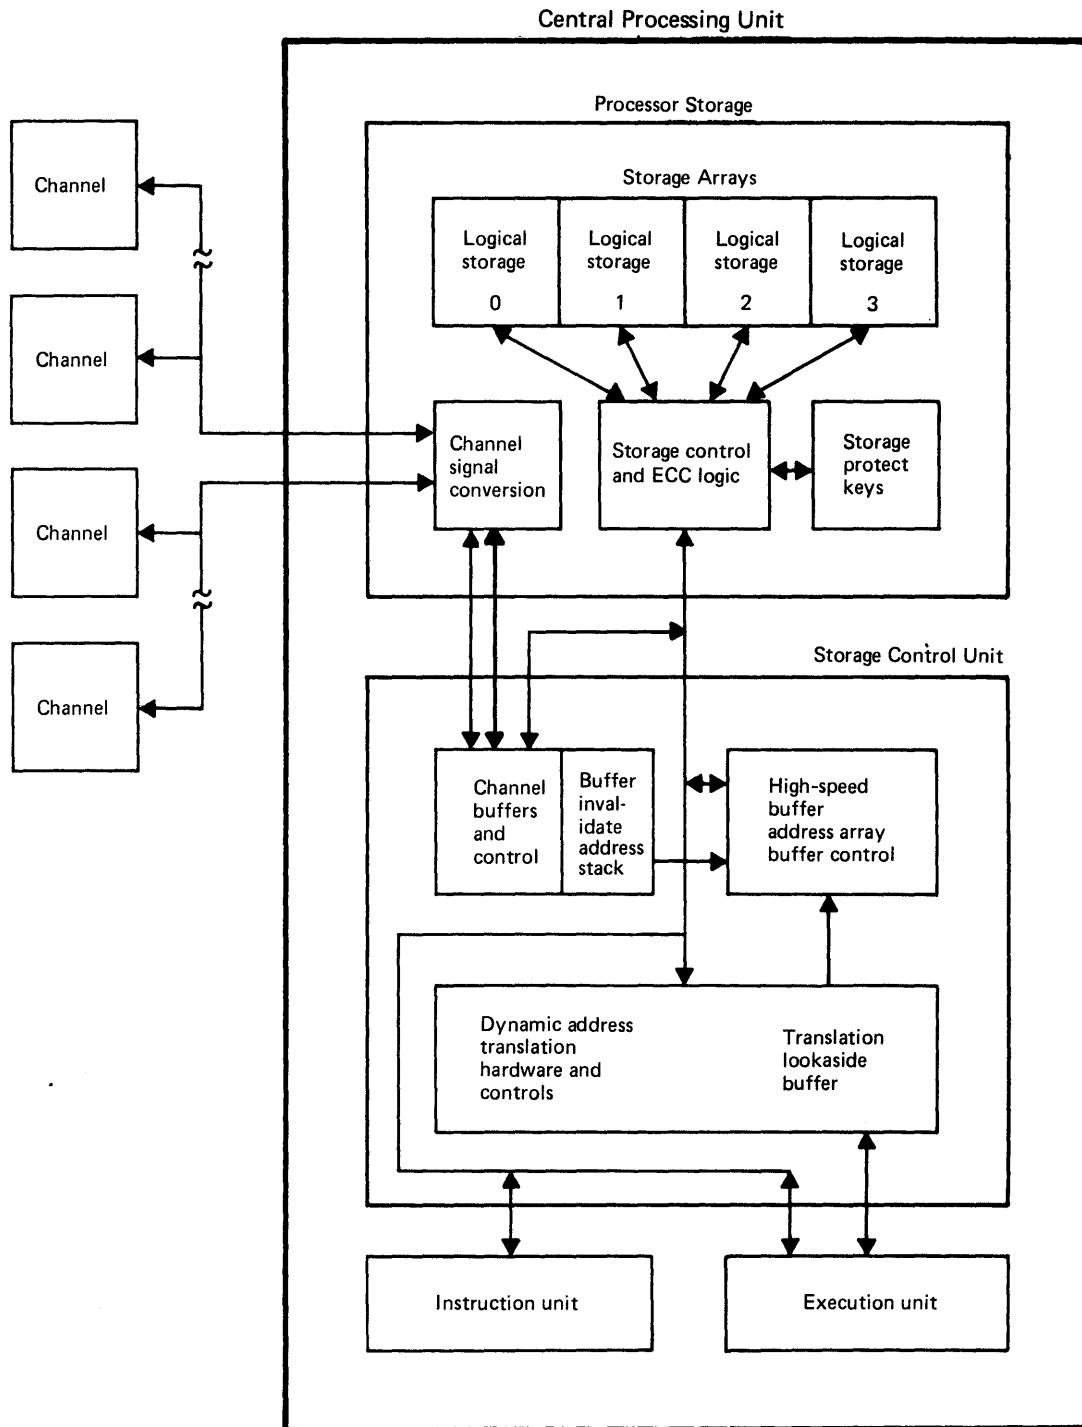 Central Processing Unit
Processor Storage
Storage Arrays
Channel
Channel
Channel
Channel
Logical
storage
0
Logical
storage
1
Logical
storage
2
Logical
storage
3
Channel
signal
conversion
Storage control
and ECC logic
Storage
protect
keys
Storage Control Unit
Channel
buffers
and
control
Buffer
inval-
idate
address
stack
High-speed
buffer
address array
buffer control
Dynamic address
translation
hardware and
controls
Translation
lookaside
buffer
Instruction unit
Execution unit